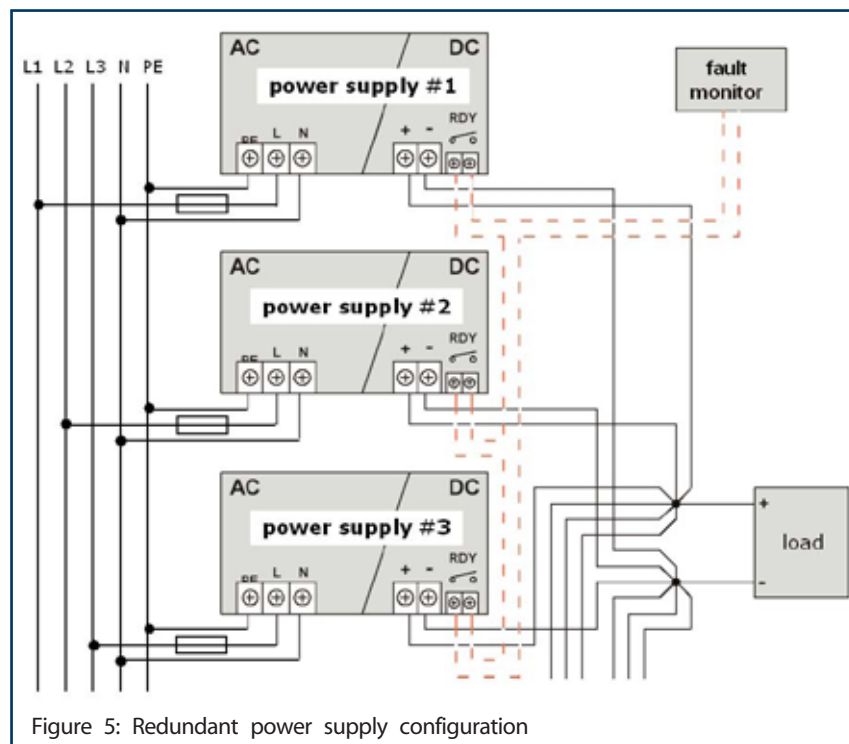 L1 L2 L3 N PE
AC DC
power supply #1
PE L N + - RDY
fault
monitor
AC DC
power supply #2
PE L N + - RDY
AC DC
power supply #3
PE L N + - RDY
+
load
-
Figure 5: Redundant power supply configuration